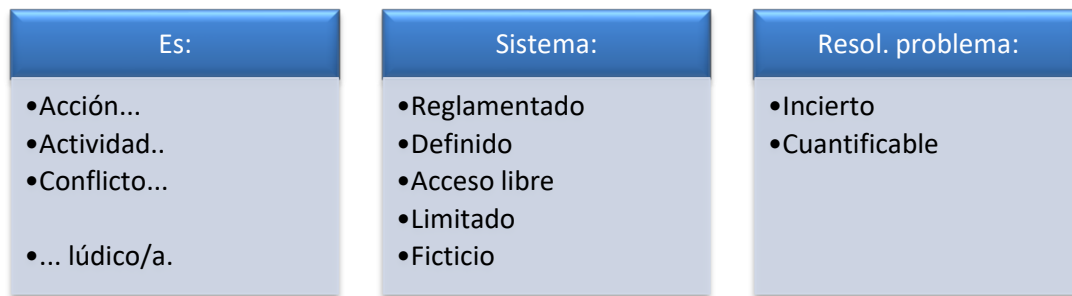 Es:
•Acción...
•Actividad..
•Conflicto...
•... lúdico/a.
Sistema:
•Reglamentado
•Definido
•Acceso libre
•Limitado
•Ficticio
Resol. problema:
•Incierto
•Cuantificable